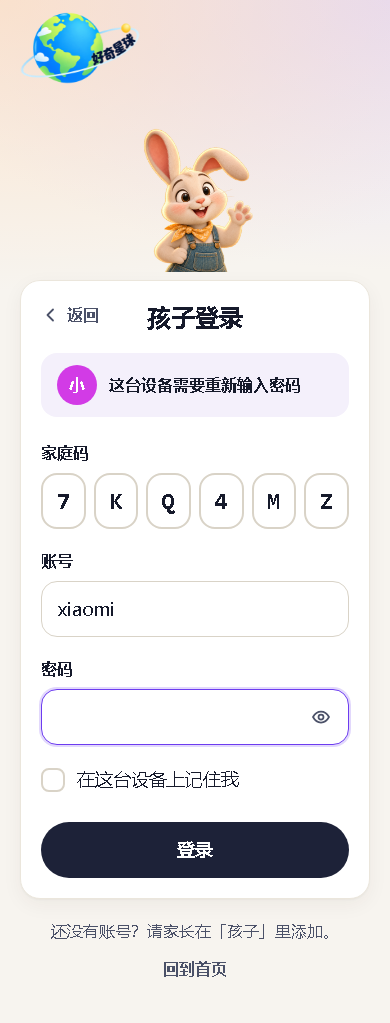 好奇星球
返回
孩子登录
小
这台设备需要重新输入密码
家庭码
7 K Q 4 M Z
账号
xiaomi
密码
在这台设备上记住我
登录
还没有账号？请家长在「孩子」里添加。
回到首页